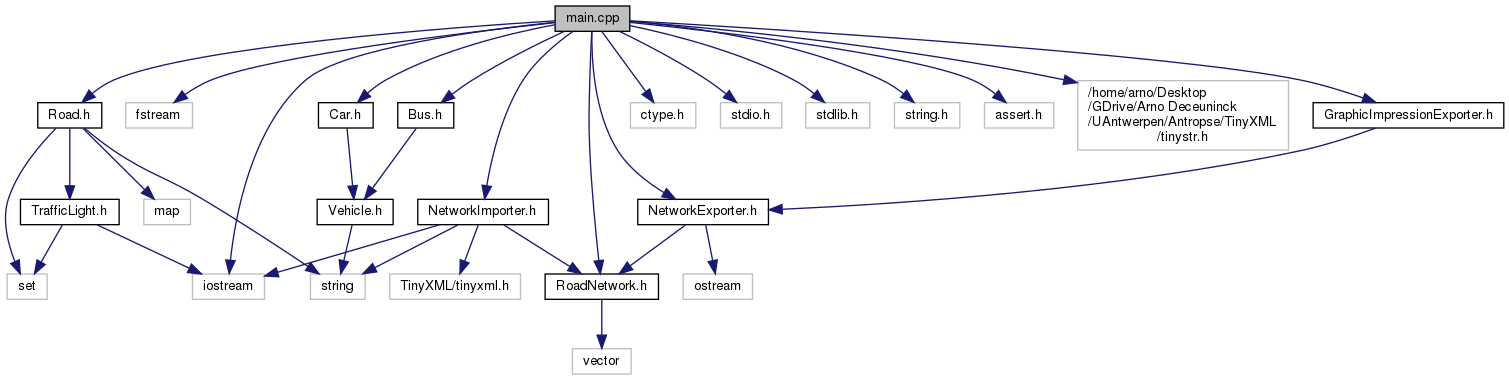 main.cpp
Road.h
fstream
Car.h
Bus.h
ctype.h
stdio.h
stdlib.h
string.h
assert.h
/home/arno/Desktop
/GDrive/Arno Deceuninck
/UAntwerpen/Antropse/TinyXML
/tinystr.h
GraphicImpressionExporter.h
TrafficLight.h
map
Vehicle.h
NetworkImporter.h
NetworkExporter.h
set
iostream
string
TinyXML/tinyxml.h
RoadNetwork.h
ostream
vector